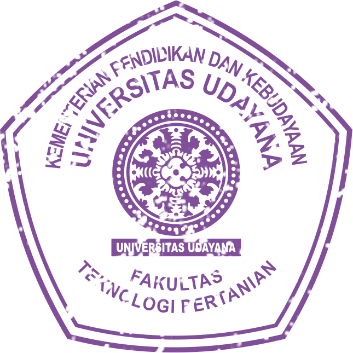 KEMENTERIAN PENDIDIKAN DAN KEBUDAYAAN
UNIVERSITAS UDAYANA
UNIVERSITAS UDAYANA
FAKULTAS
TEKNOLOGI PERTANIAN